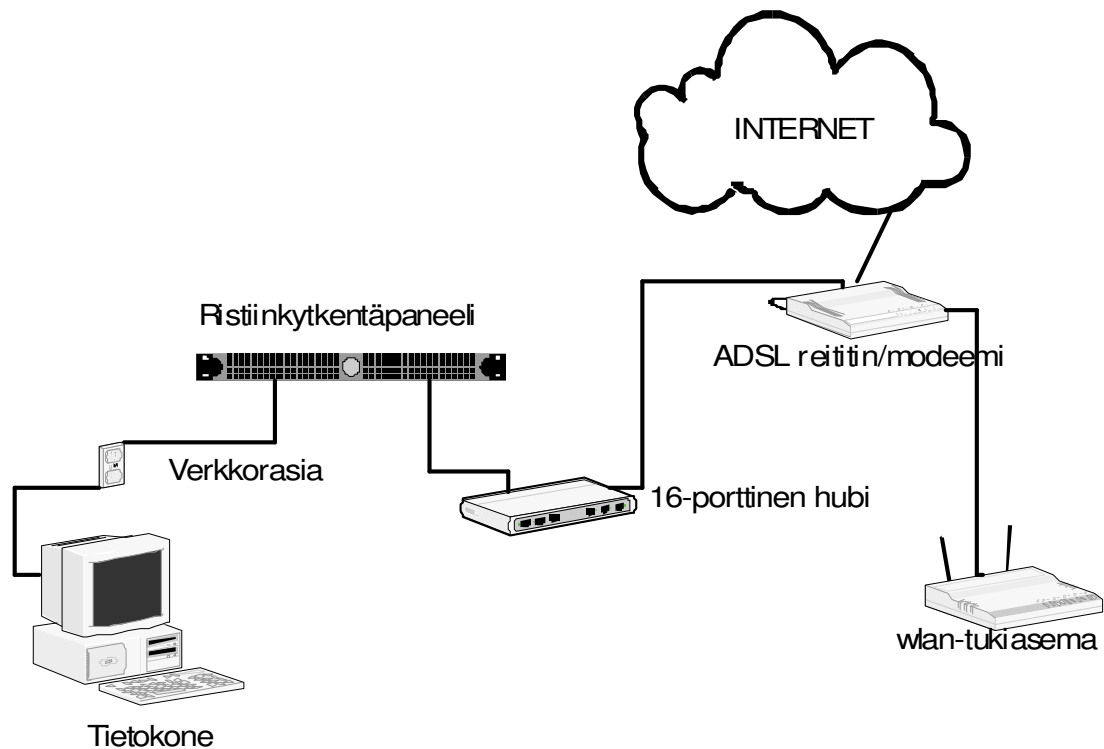 INTERNET
Ristiinkytkentäpaneeli
ADSL reititin/modeemi
Verkkorasia
16-porttinen hubi
wlan-tukiasema
Tietokone